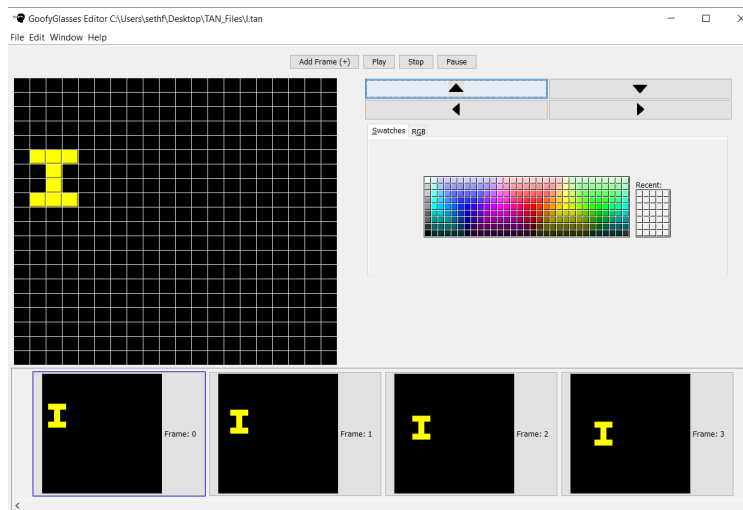 GoofyGlasses Editor C:\Users\sethf\Desktop\TAN_Files\I.tan
File Edit Window Help
Add Frame (+) Play Stop Pause
Swatches RGB
Recent:
I
I Frame: 0 I Frame: 1 I Frame: 2 I Frame: 3